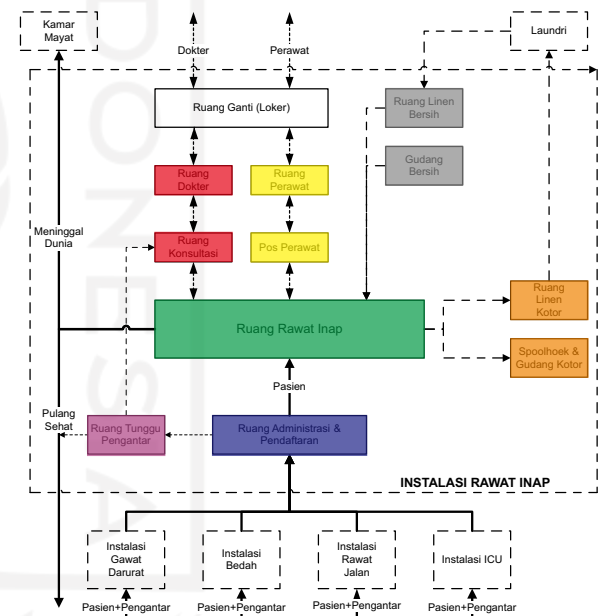 Kamar
Mayat
Dokter
Perawat
Laundri
Ruang Ganti (Loker)
Ruang Linen
Bersih
Gudang
Bersih
Ruang
Dokter
Ruang
Perawat
Meninggal
Dunia
Ruang
Konsultasi
Pos Perawat
Ruang
Linen
Kotor
Ruang Rawat Inap
Spoolhoek &
Gudang Kotor
Pasien
Pulang
Sehat
Ruang Tunggu
Pengantar
Ruang Administrasi &
Pendaftaran
INSTALASI RAWAT INAP
Instalasi
Gawat
Darurat
Instalasi
Bedah
Instalasi
Rawat
Jalan
Instalasi ICU
Pasien+Pengantar
Pasien+Pengantar
Pasien+Pengantar
Pasien+Pengantar
DONESIA